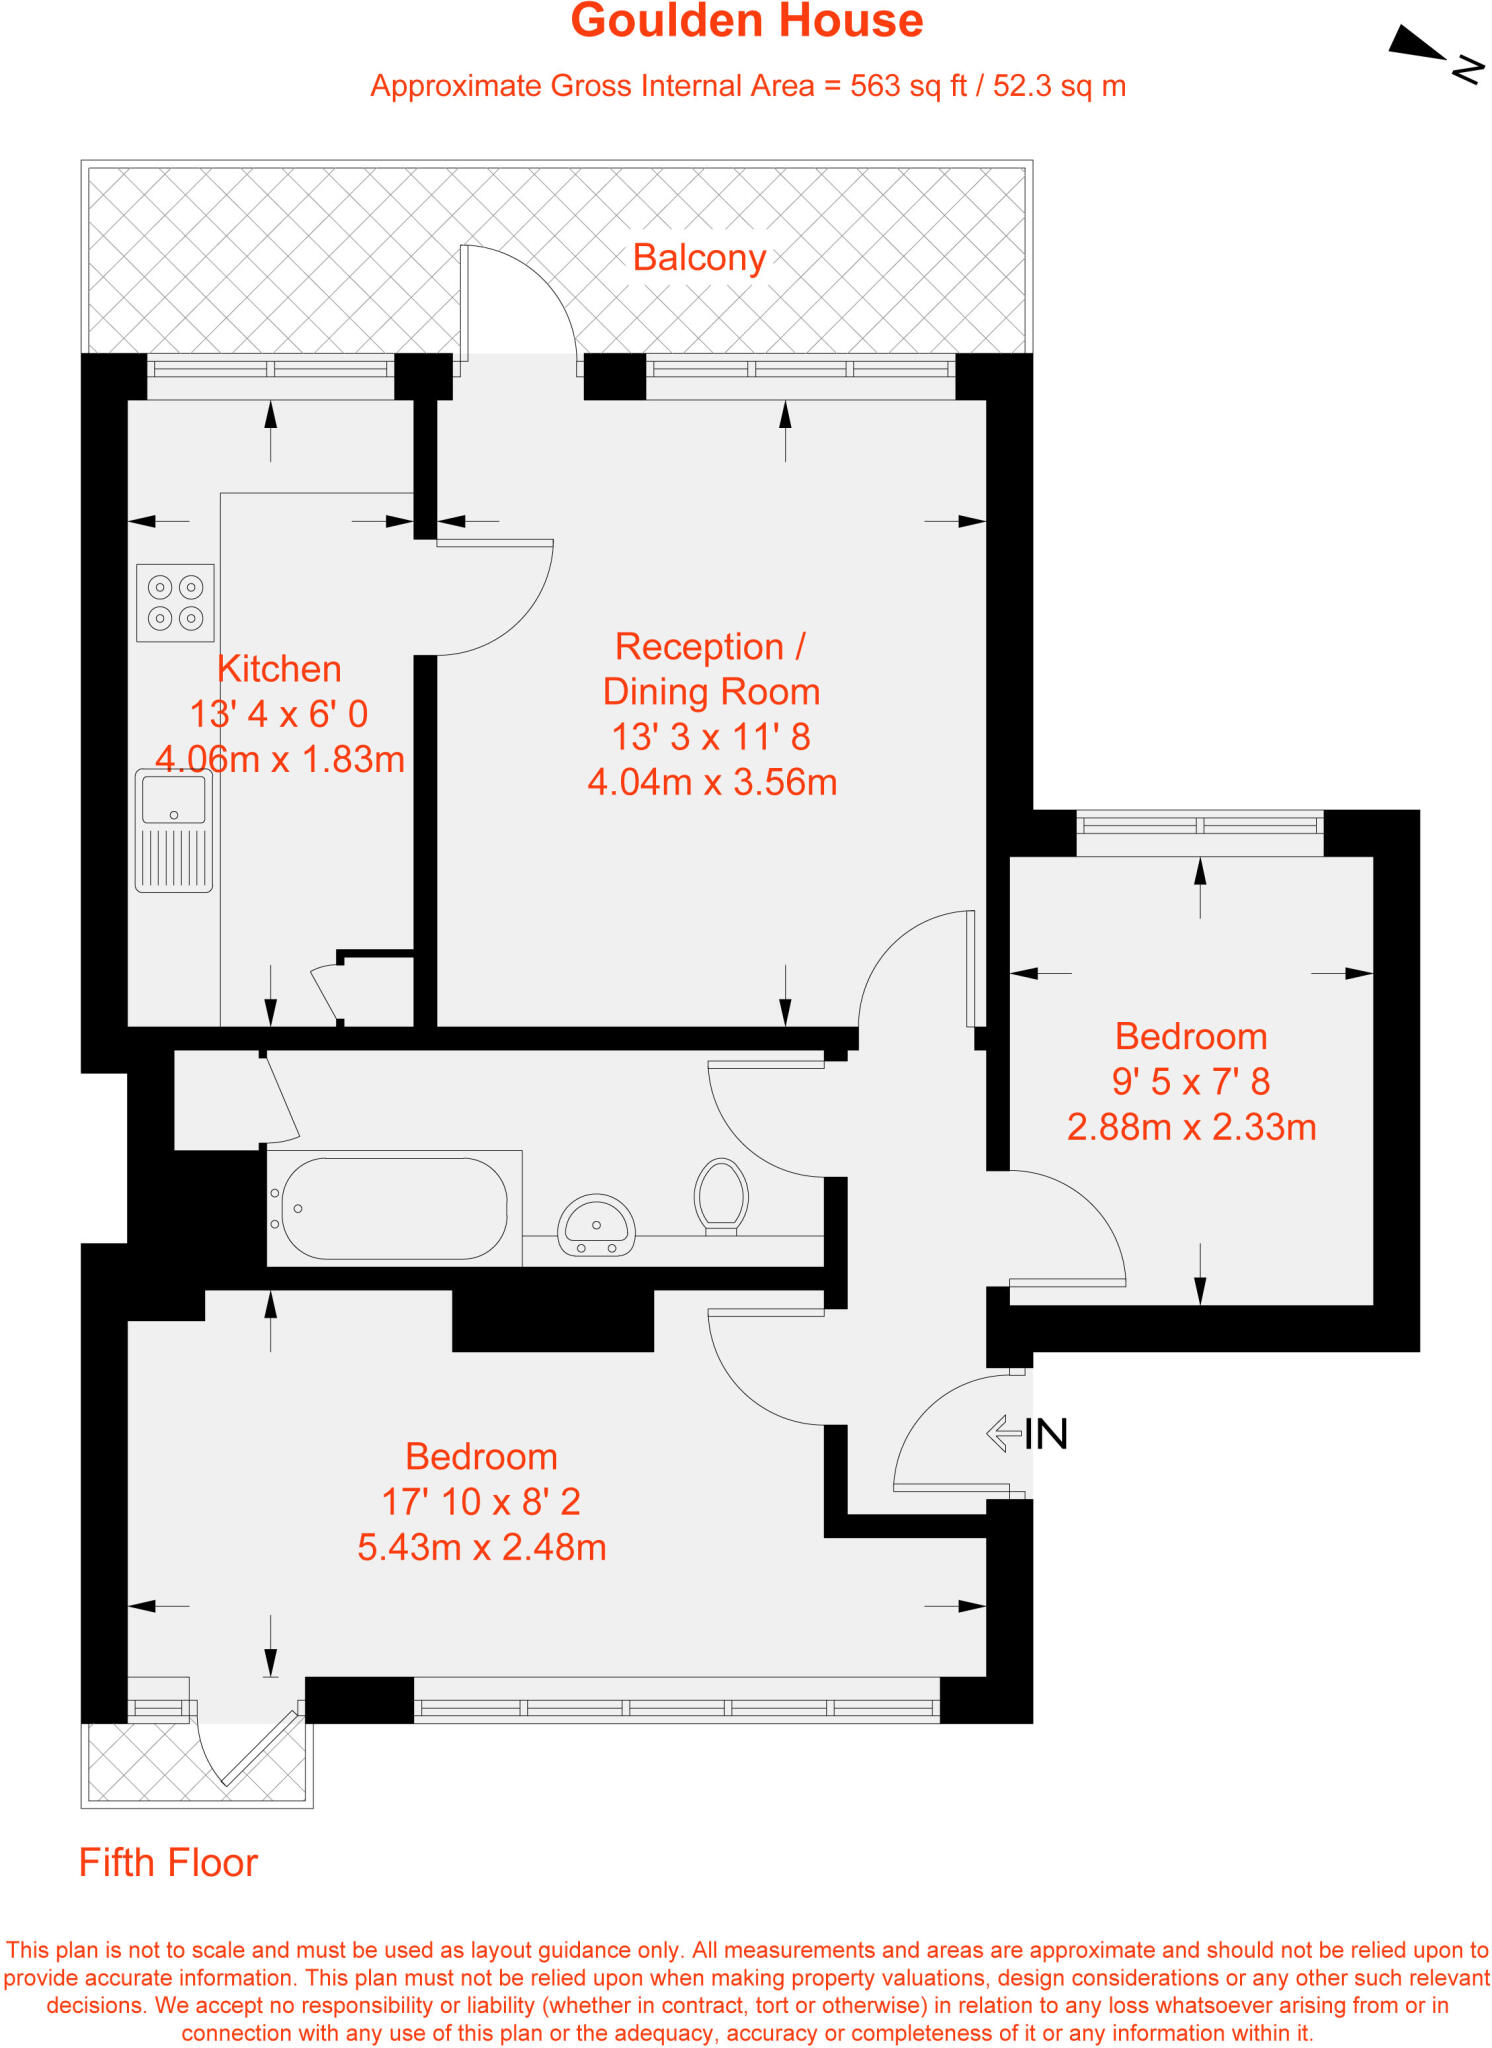 Goulden House
Approximate Gross Internal Area = 563 sq ft / 52.3 sq m
N
Balcony
Kitchen
13' 4 x 6' 0
4.06m x 1.83m
Reception /
Dining Room
13' 3 x 11' 8
4.04m x 3.56m
Bedroom
9' 5 x 7' 8
2.88m x 2.33m
IN
Bedroom
17' 10 x 8' 2
5.43m x 2.48m
Fifth Floor
This plan is not to scale and must be used as layout guidance only. All measurements and areas are approximate and should not be relied upon to
provide accurate information. This plan must not be relied upon when making property valuations, design considerations or any other such relevant
decisions. We accept no responsibility or liability (whether in contract, tort or otherwise) in relation to any loss whatsoever arising from or in
connection with any use of this plan or the adequacy, accuracy or completeness of it or any information within it.